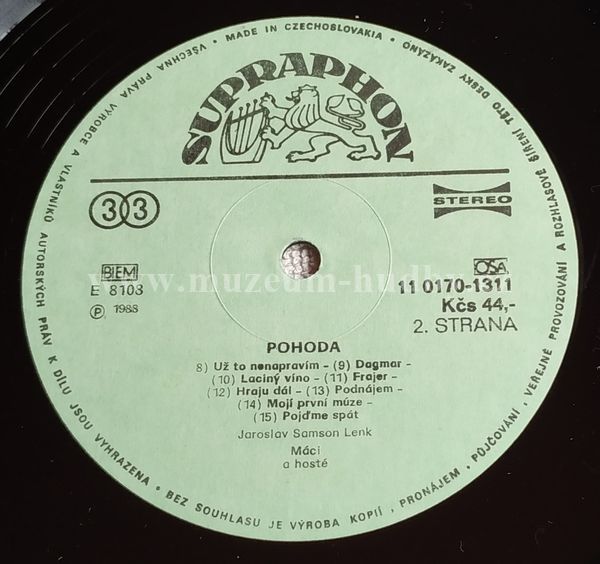 VŠECHNA PRÁVA VÝROBCE A VLASTNÍKŮ AUTORSKÝCH PRÁV K DÍLU JSOU VYHRAZENA • BEZ SOUHLASU JE VÝROBA KOPIÍ, PRONÁJEM, PŮJČOVÁNÍ, VEŘEJNÉ PROVOZOVÁNÍ A ROZHLASOVÉ ŠÍŘENÍ TÉTO DESKY ZAKÁZÁNO • MADE IN CZECHOSLOVAKIA •
SUPRAPHON
33
STEREO
BIEM
E 8103
Ⓟ 1988
OSA
11 0170-1311
Kčs 44,-
2. STRANA
POHODA
8) Už to nenapravím - (9) Dagmar -
(10) Laciný víno - (11) Frajer -
(12) Hraju dál - (13) Podnájem -
(14) Mojí první múze -
(15) Pojďme spát
Jaroslav Samson Lenk
Máci
a hosté